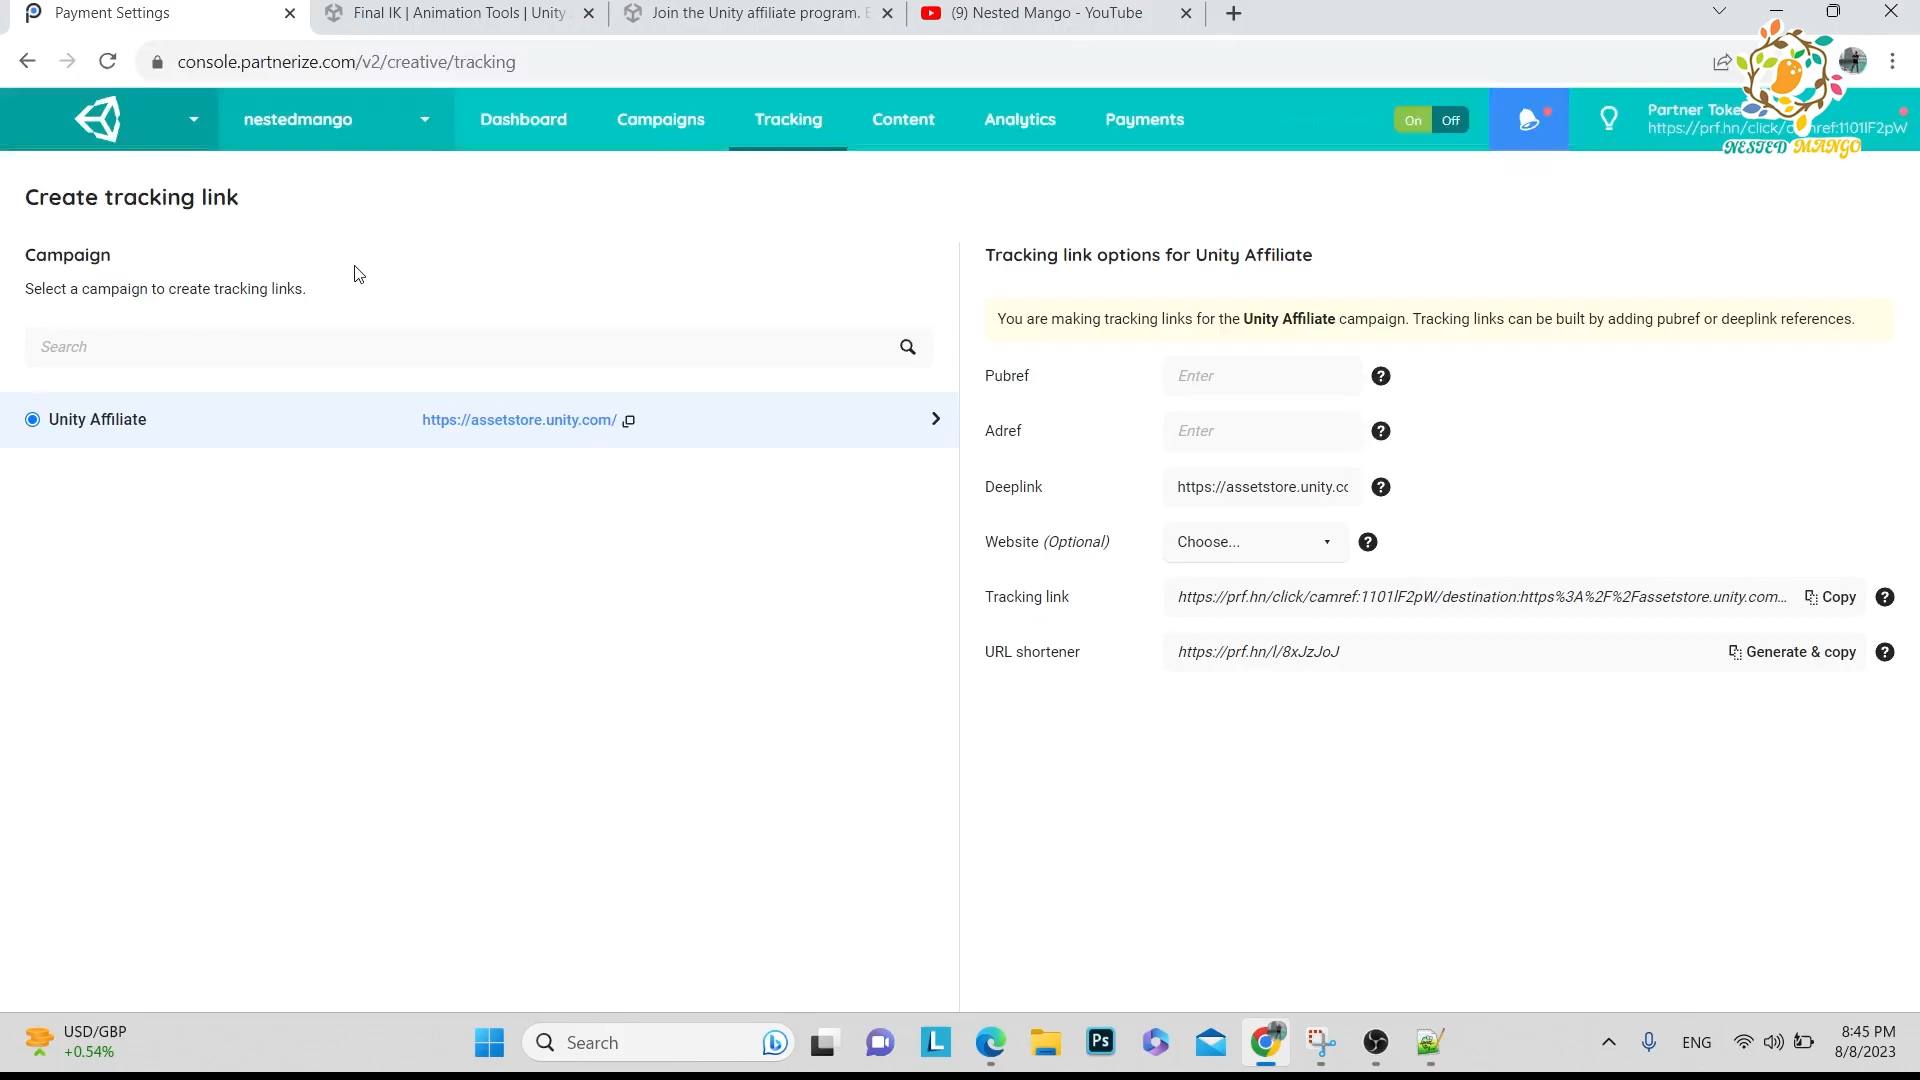 Payment Settings
Final IK | Animation Tools | Unity
Join the Unity affiliate program. E
(9) Nested Mango - YouTube
console.partnerize.com/v2/creative/tracking
nestedmango
Dashboard
Campaigns
Tracking
Content
Analytics
Payments
On
Off
Partner Toke
https://prf.hn/click/c mref:1101lF2pW
NESTED MANGO
Create tracking link
Campaign
Select a campaign to create tracking links.
Search
Unity Affiliate
https://assetstore.unity.com/
Tracking link options for Unity Affiliate
You are making tracking links for the Unity Affiliate campaign. Tracking links can be built by adding pubref or deeplink references.
Pubref
Enter
Adref
Enter
Deeplink
https://assetstore.unity.cc
Website (Optional)
Choose...
Tracking link
https://prf.hn/click/camref:1101lF2pW/destination:https%3A%2F%2Fassetstore.unity.com...
Copy
URL shortener
https://prf.hn/l/8xJzJoJ
Generate & copy
USD/GBP
+0.54%
Search
L
Ps
ENG
8:45 PM
8/8/2023